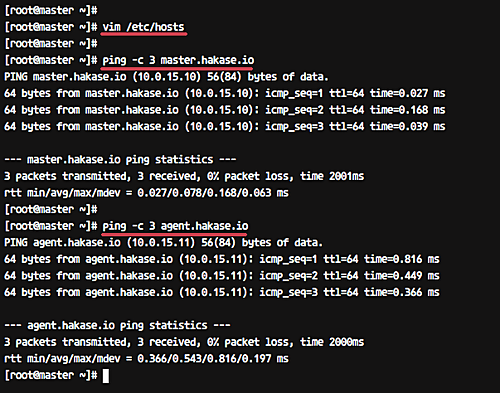 [root@master ~]#
[root@master ~]# vim /etc/hosts
[root@master ~]#
[root@master ~]# ping -c 3 master.hakase.io
PING master.hakase.io (10.0.15.10) 56(84) bytes of data.
64 bytes from master.hakase.io (10.0.15.10): icmp_seq=1 ttl=64 time=0.027 ms
64 bytes from master.hakase.io (10.0.15.10): icmp_seq=2 ttl=64 time=0.168 ms
64 bytes from master.hakase.io (10.0.15.10): icmp_seq=3 ttl=64 time=0.039 ms
--- master.hakase.io ping statistics ---
3 packets transmitted, 3 received, 0% packet loss, time 2001ms
rtt min/avg/max/mdev = 0.027/0.078/0.168/0.063 ms
[root@master ~]#
[root@master ~]# ping -c 3 agent.hakase.io
PING agent.hakase.io (10.0.15.11) 56(84) bytes of data.
64 bytes from agent.hakase.io (10.0.15.11): icmp_seq=1 ttl=64 time=0.816 ms
64 bytes from agent.hakase.io (10.0.15.11): icmp_seq=2 ttl=64 time=0.449 ms
64 bytes from agent.hakase.io (10.0.15.11): icmp_seq=3 ttl=64 time=0.366 ms
--- agent.hakase.io ping statistics ---
3 packets transmitted, 3 received, 0% packet loss, time 2000ms
rtt min/avg/max/mdev = 0.366/0.543/0.816/0.197 ms
[root@master ~]#